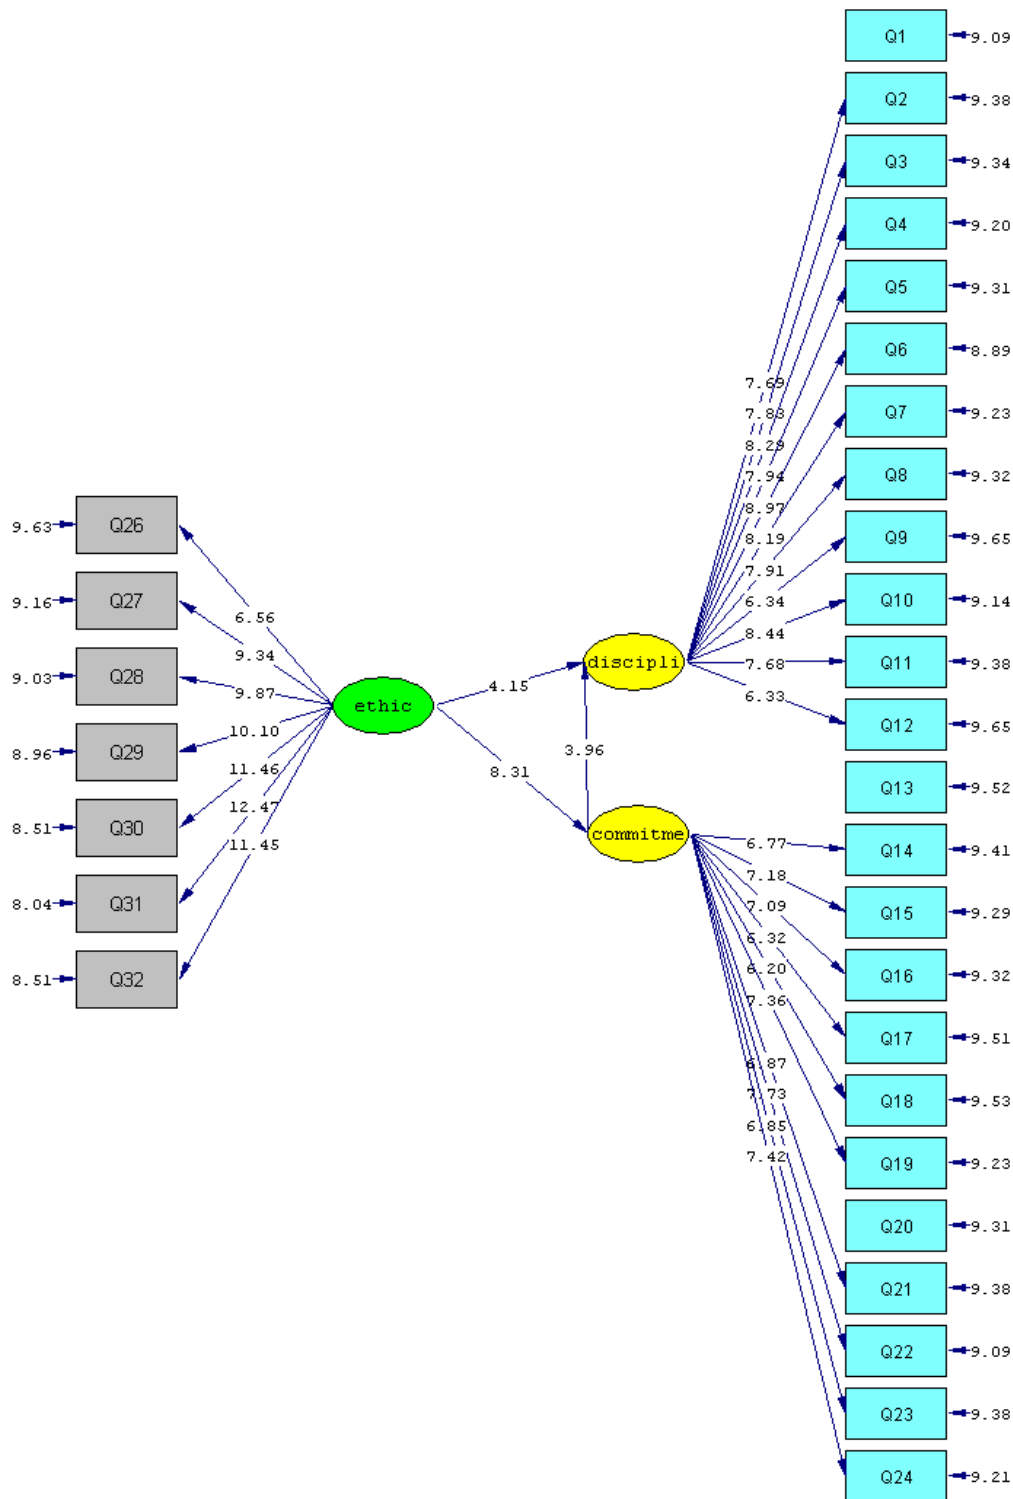 Q1
9.09
Q2
9.38
Q3
9.34
Q4
9.20
Q5
9.31
Q6
8.89
Q7
9.23
Q8
9.32
Q9
9.65
Q10
9.14
Q11
9.38
Q12
9.65
Q13
9.52
Q14
9.41
Q15
9.29
Q16
9.32
Q17
9.51
Q18
9.53
Q19
9.23
Q20
9.31
Q21
9.38
Q22
9.09
Q23
9.38
Q24
9.21
7.69
7.83
8.29
7.94
8.97
8.19
7.91
6.34
8.44
7.68
6.33
discipli
4.15
3.96
8.31
commitme
6.77
7.18
7.09
6.32
6.20
7.36
6.87
7.73
6.85
7.42
ethic
6.56
9.34
9.87
10.10
11.46
12.47
11.45
9.63
Q26
9.16
Q27
9.03
Q28
8.96
Q29
8.51
Q30
8.04
Q31
8.51
Q32